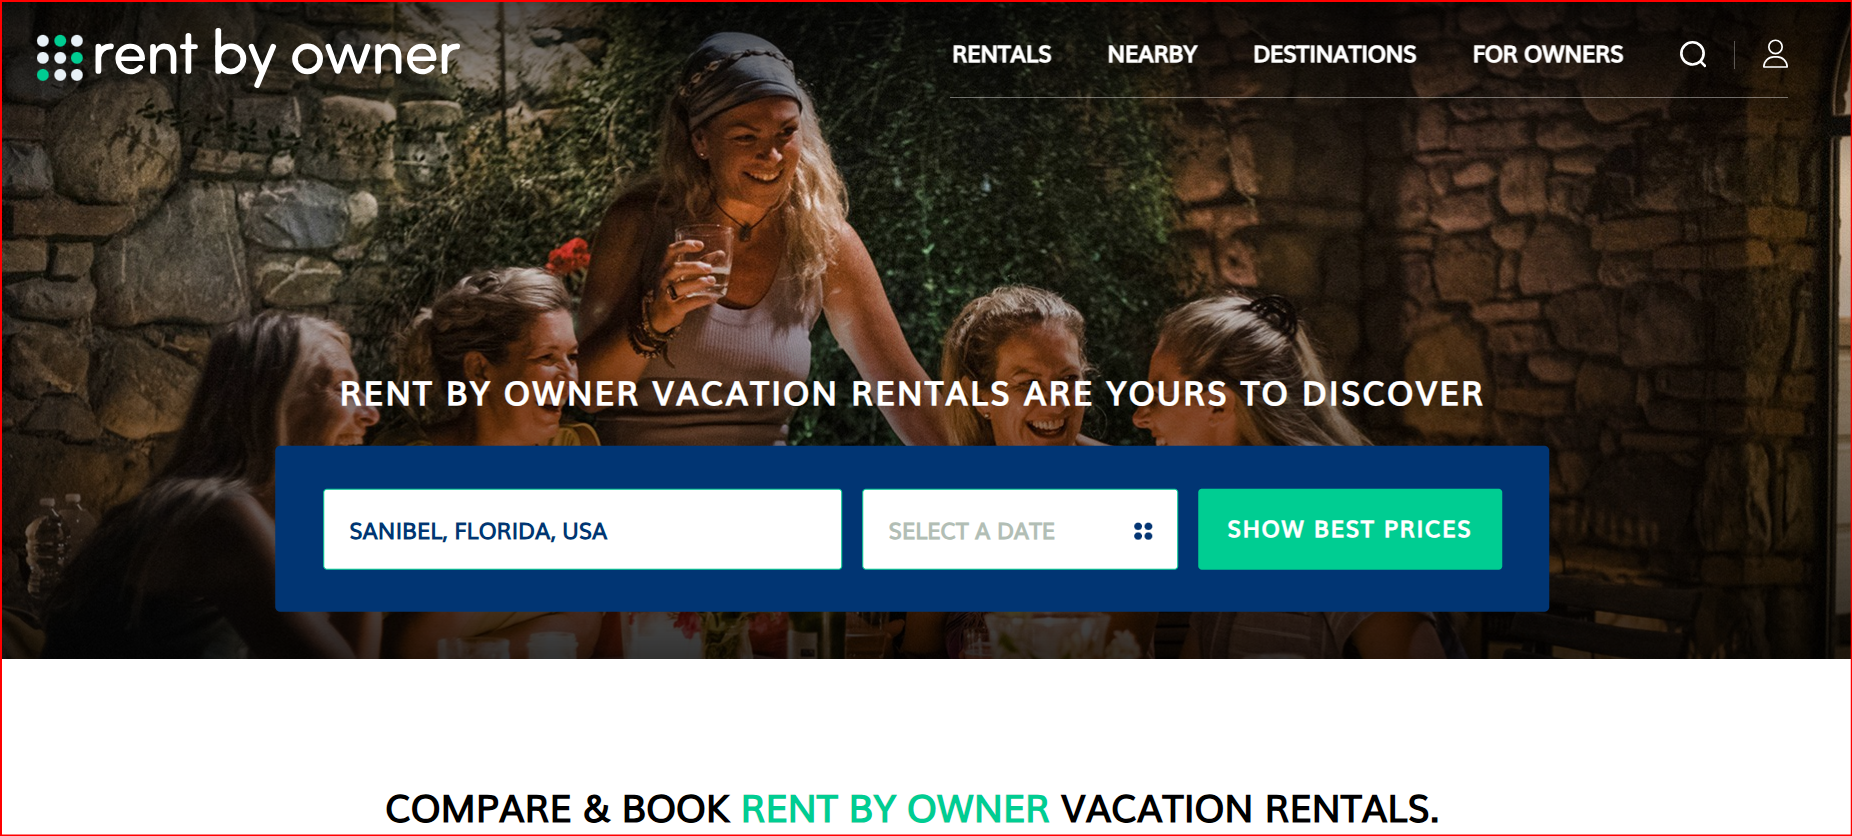 rent by owner
RENTALS NEARBY DESTINATIONS FOR OWNERS
RENT BY OWNER VACATION RENTALS ARE YOURS TO DISCOVER
SANIBEL, FLORIDA, USA
SELECT A DATE
SHOW BEST PRICES
COMPARE & BOOK RENT BY OWNER VACATION RENTALS.